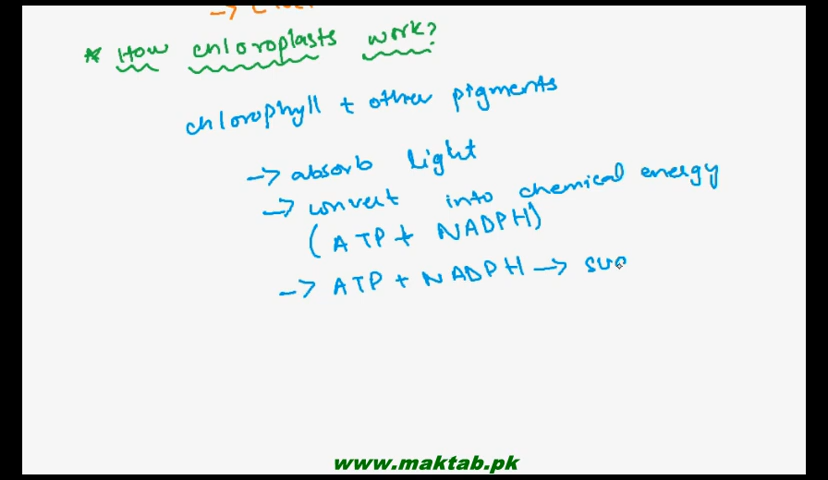 * How chloroplasts work?
chlorophyll + other pigments
-> absorb light
-> convert into chemical energy
(ATP + NADPH)
-> ATP + NADPH -> 
www.maktab.pk